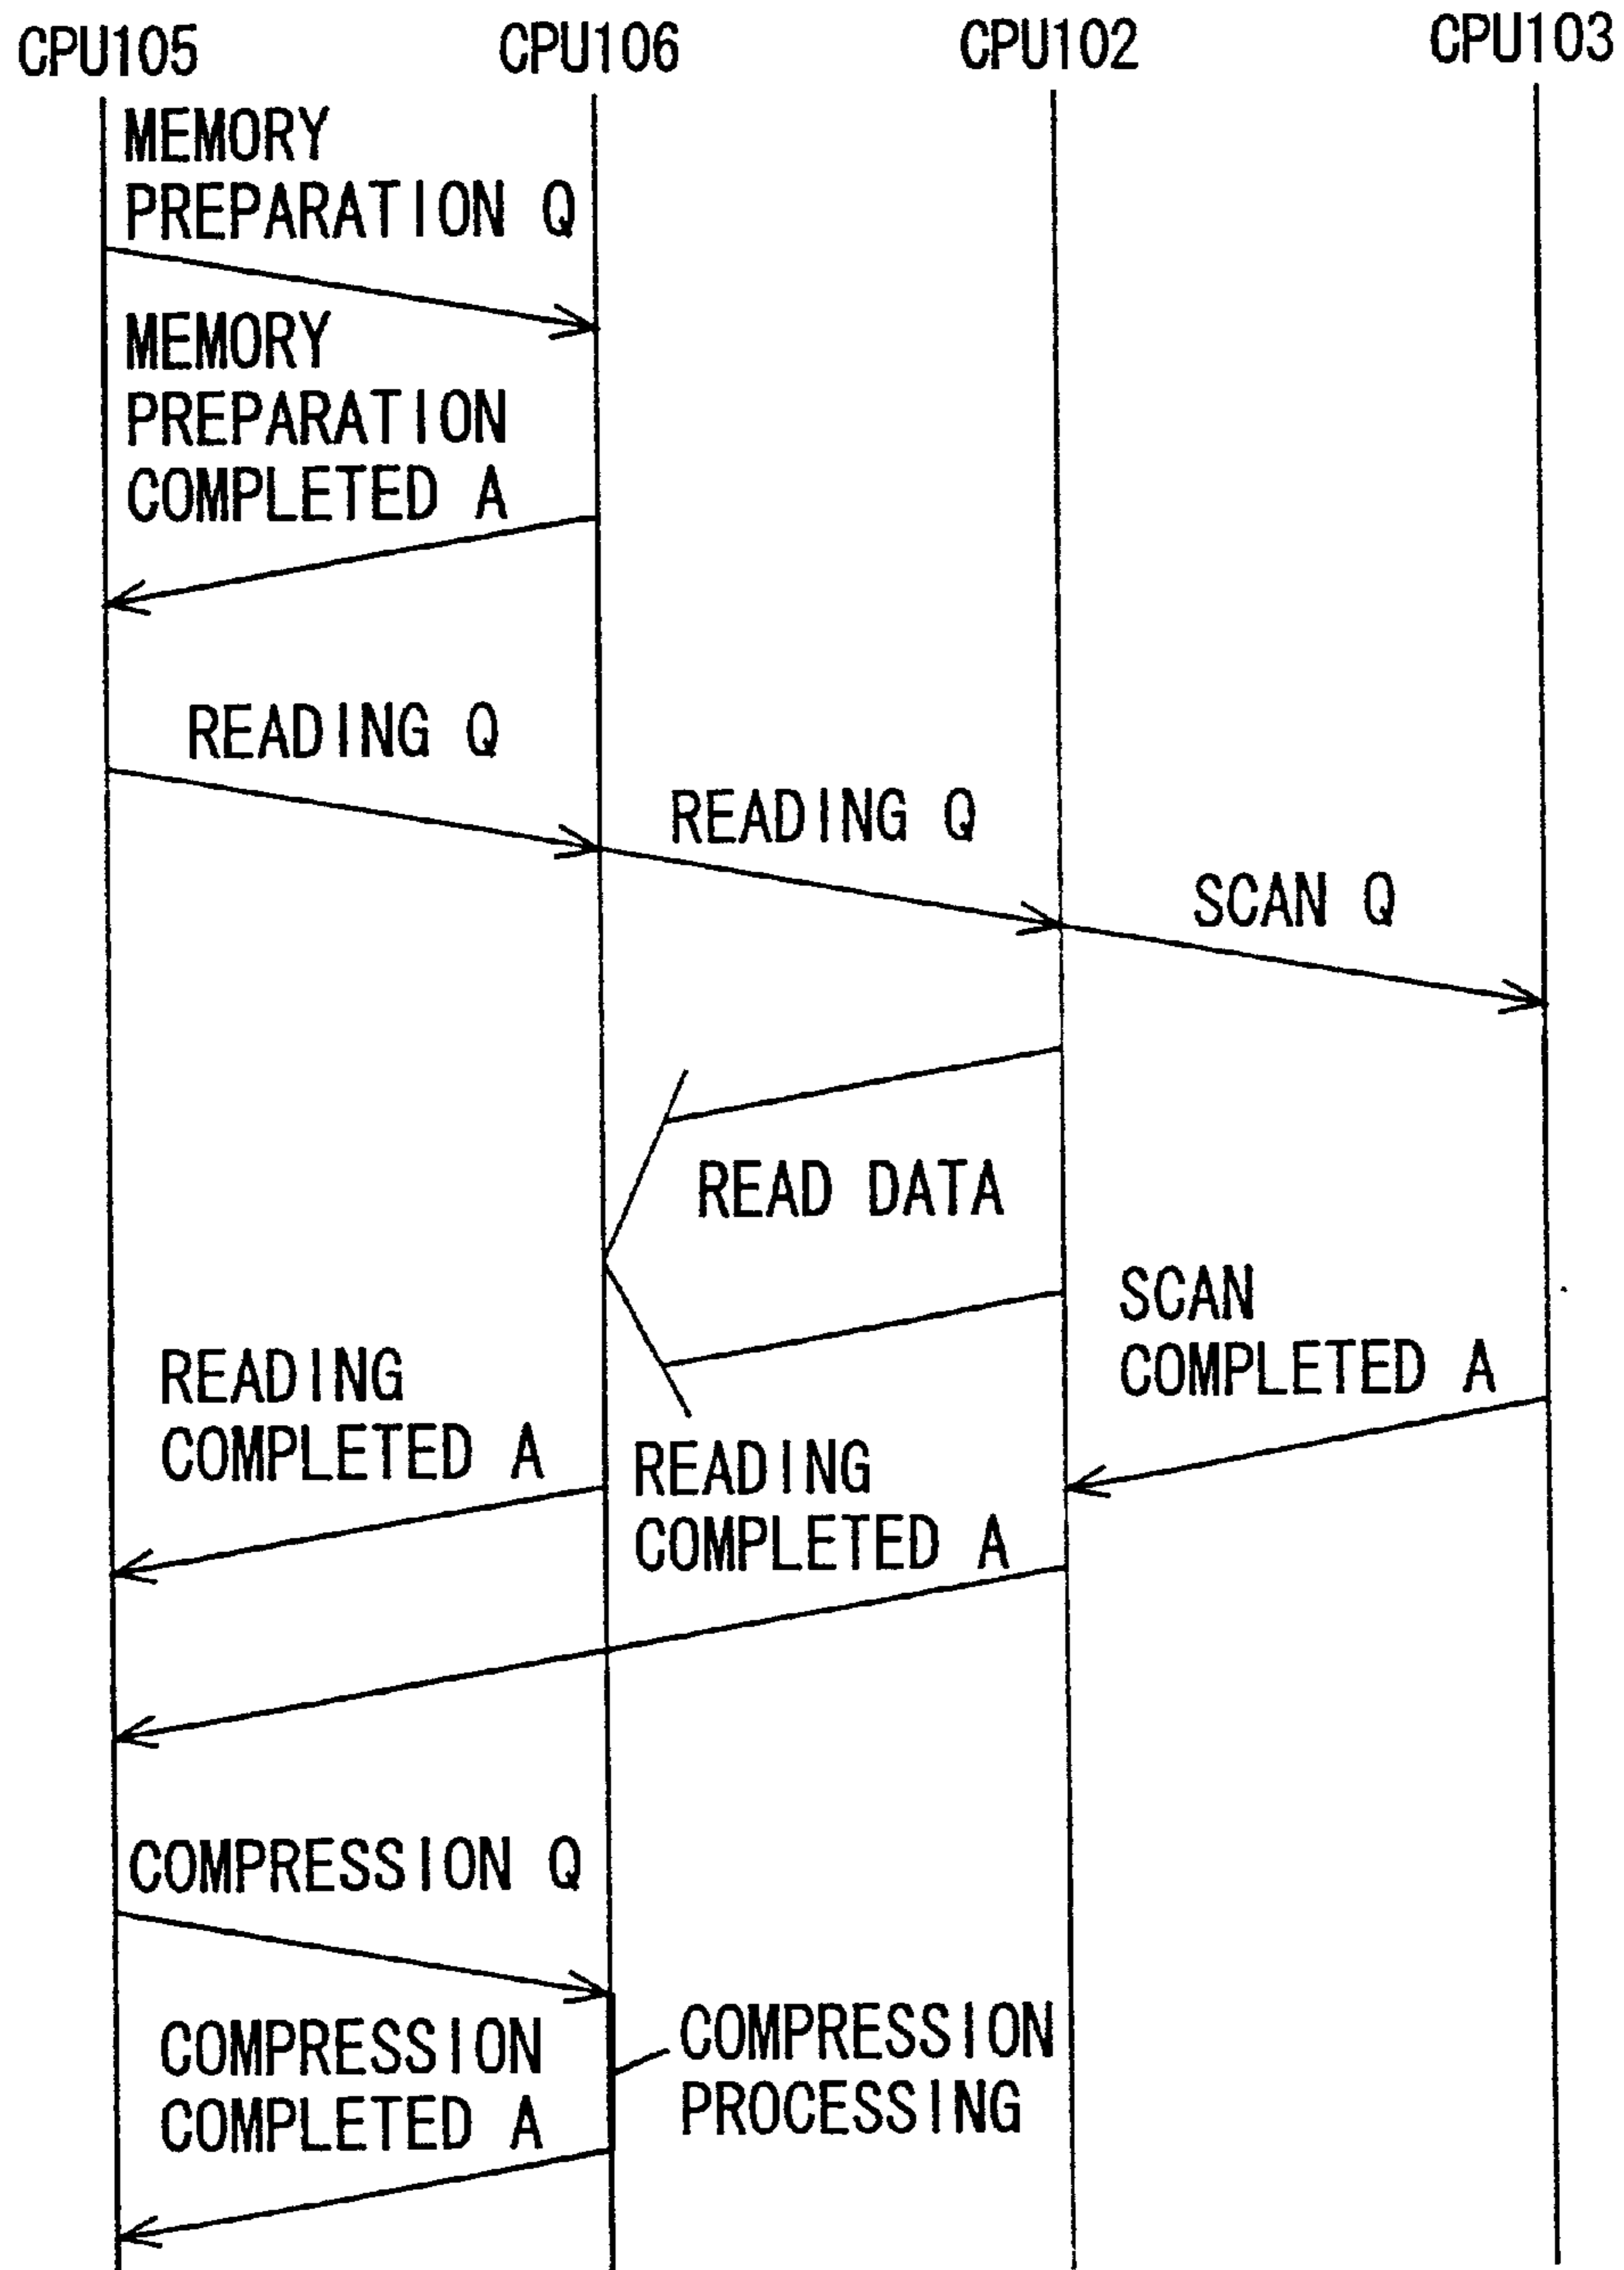 CPU105
CPU106
CPU102
CPU103
MEMORY
PREPARATION Q
MEMORY
PREPARATION
COMPLETED A
READING Q
READING Q
SCAN Q
READ DATA
SCAN
COMPLETED A
READING
COMPLETED A
READING
COMPLETED A
COMPRESSION Q
COMPRESSION
COMPLETED A
COMPRESSION
PROCESSING